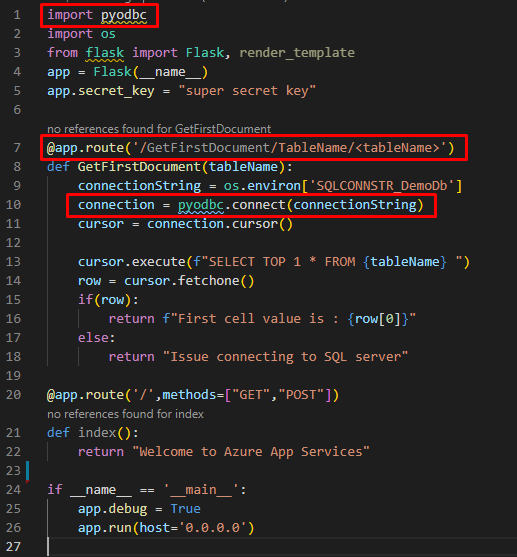 1 import pyodbc
2 import os
3 from flask import Flask, render_template
4 app = Flask(__name__)
5 app.secret_key = "super secret key"
6
no references found for GetFirstDocument
7 @app.route('/GetFirstDocument/TableName/<tableName>')
8 def GetFirstDocument(tableName):
9     connectionString = os.environ['SQLCONNSTR_DemoDb']
10     connection = pyodbc.connect(connectionString)
11     cursor = connection.cursor()
12
13     cursor.execute(f"SELECT TOP 1 * FROM {tableName} ")
14     row = cursor.fetchone()
15     if(row):
16         return f"First cell value is : {row[0]}"
17     else:
18         return "Issue connecting to SQL server"
19
20 @app.route('/',methods=["GET","POST"])
no references found for index
21 def index():
22     return "Welcome to Azure App Services"
23
24 if __name__ == '__main__':
25     app.debug = True
26     app.run(host='0.0.0.0')
27